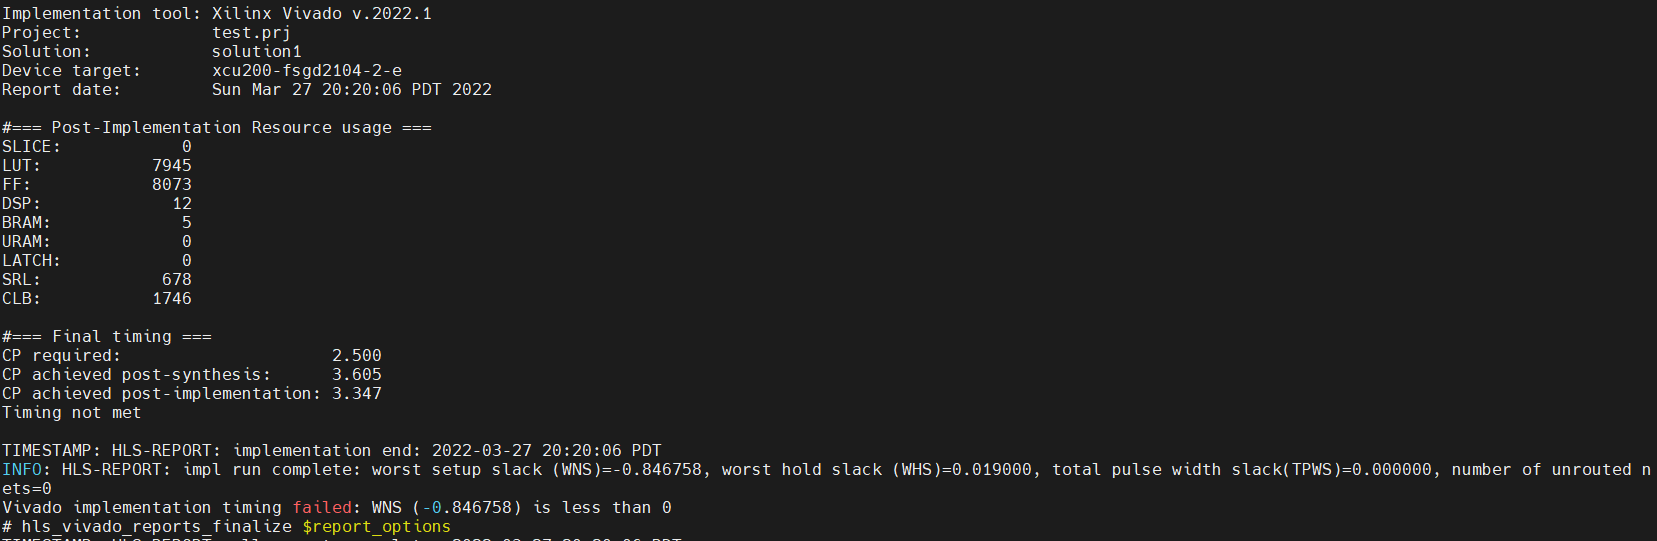 Implementation tool: Xilinx Vivado v.2022.1
Project:             test.prj
Solution:            solution1
Device target:       xcu200-fsgd2104-2-e
Report date:         Sun Mar 27 20:20:06 PDT 2022

#=== Post-Implementation Resource usage ===
SLICE:            0
LUT:           7945
FF:            8073
DSP:             12
BRAM:             5
URAM:             0
LATCH:            0
SRL:            678
CLB:           1746

#=== Final timing ===
CP required:                     2.500
CP achieved post-synthesis:      3.605
CP achieved post-implementation: 3.347
Timing not met

TIMESTAMP: HLS-REPORT: implementation end: 2022-03-27 20:20:06 PDT
INFO: HLS-REPORT: impl run complete: worst setup slack (WNS)=-0.846758, worst hold slack (WHS)=0.019000, total pulse width slack(TPWS)=0.000000, number of unrouted n
ets=0
Vivado implementation timing failed: WNS (-0.846758) is less than 0
# hls_vivado_reports_finalize $report_options